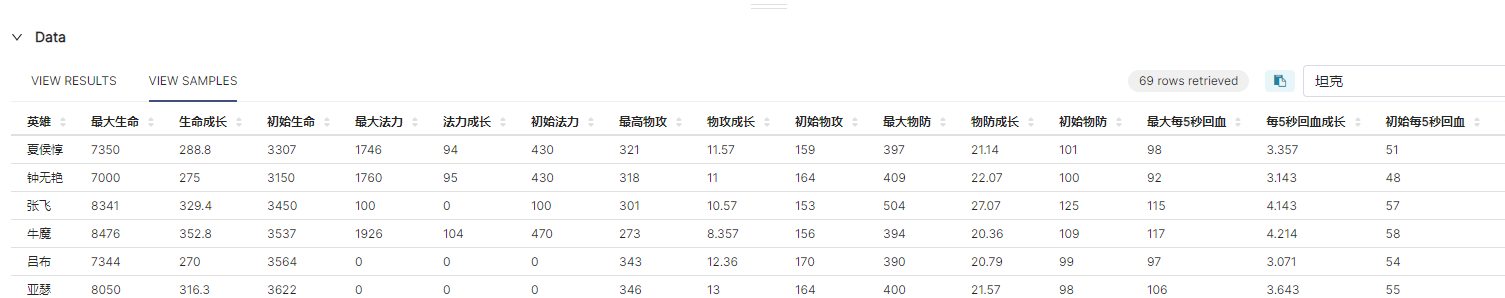 Data
VIEW RESULTS VIEW SAMPLES 69 rows retrieved 坦克
英雄 最大生命 生命成长 初始生命 最大法力 法力成长 初始法力 最高物攻 物攻成长 初始物攻 最大物防 物防成长 初始物防 最大每5秒回血 每5秒回血成长 初始每5秒回血
夏侯惇 7350 288.8 3307 1746 94 430 321 11.57 159 397 21.14 101 98 3.357 51
钟无艳 7000 275 3150 1760 95 430 318 11 164 409 22.07 100 92 3.143 48
张飞 8341 329.4 3450 100 0 100 301 10.57 153 504 27.07 125 115 4.143 57
牛魔 8476 352.8 3537 1926 104 470 273 8.357 156 394 20.36 109 117 4.214 58
吕布 7344 270 3564 0 0 0 343 12.36 170 390 20.79 99 97 3.071 54
亚瑟 8050 316.3 3622 0 0 0 346 13 164 400 21.57 98 106 3.643 55